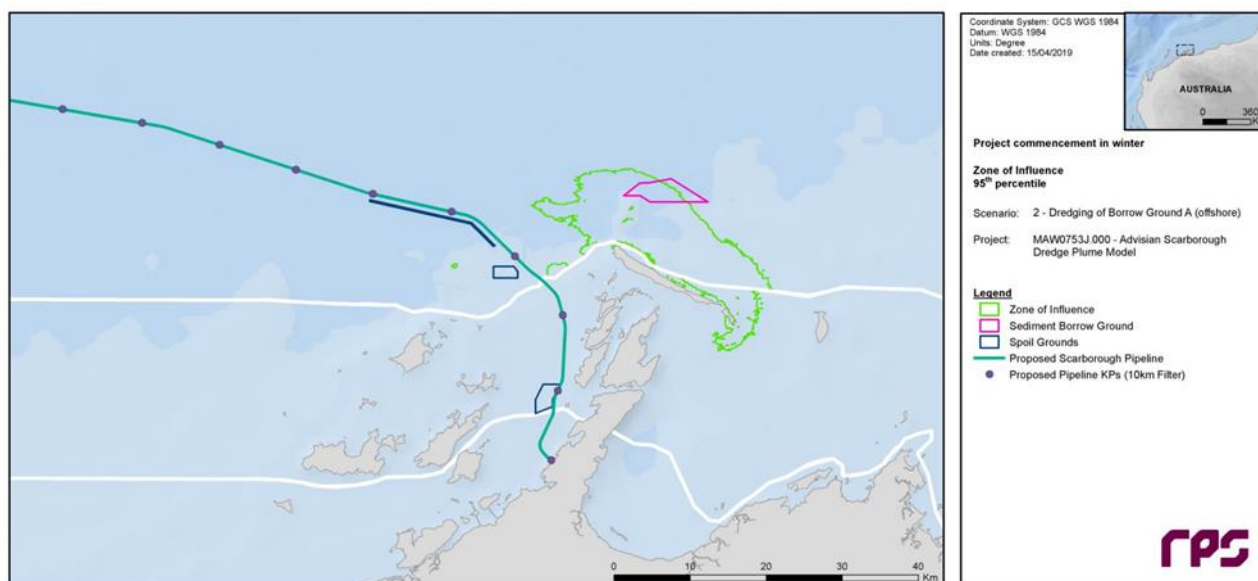 Coordinate System: GCS WGS 1984
Datum: WGS 1984
Units: Degree
Date created: 15/04/2019
AUSTRALIA
0 360
Project commencement in winter
Zone of Influence
95th percentile
Scenario: 2 - Dredging of Borrow Ground A (offshore)
Project: MAW0753J.000 - Advisian Scarborough
Dredge Plume Model
Legend
Zone of Influence
Sediment Borrow Ground
Spoil Grounds
Proposed Scarborough Pipeline
Proposed Pipeline KPs (10km Filter)
0 10 20 30 40
Km
rps